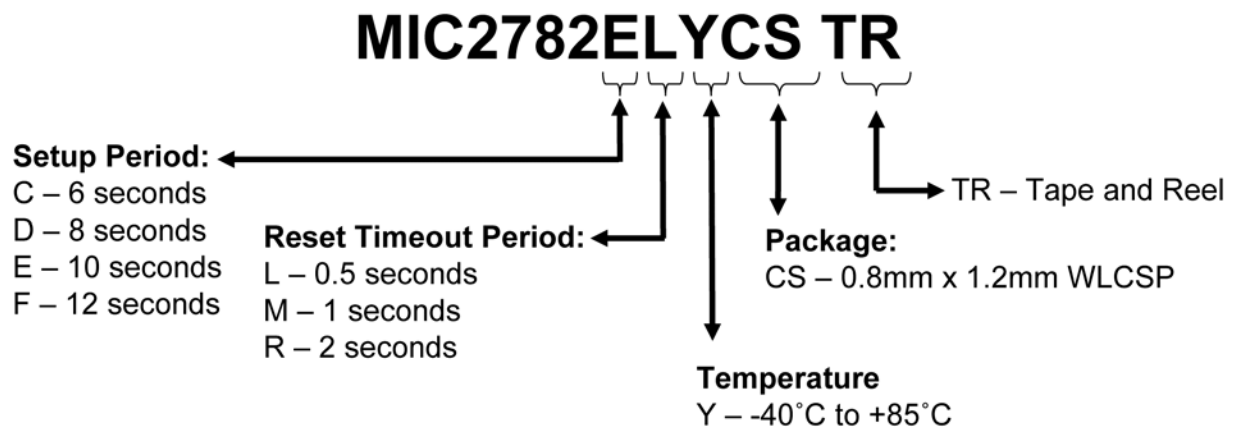 MIC2782ELYCS TR
Setup Period:
C – 6 seconds
D – 8 seconds
E – 10 seconds
F – 12 seconds
Reset Timeout Period:
L – 0.5 seconds
M – 1 seconds
R – 2 seconds
TR – Tape and Reel
Package:
CS – 0.8mm x 1.2mm WLCSP
Temperature
Y – -40˚C to +85˚C